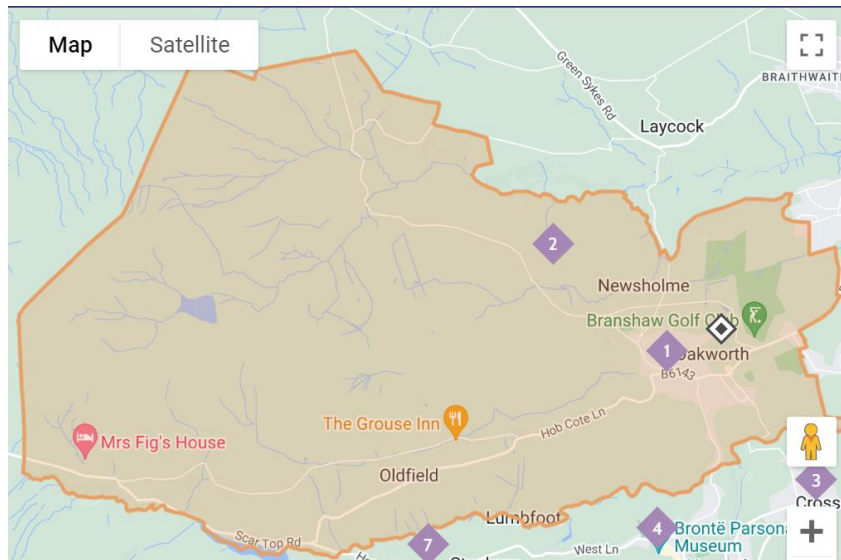 Map
Satellite
Green Sykes Rd
BRAITHWAIT
Laycock
2
Newsholme
Branshaw Golf Club
1
Oakworth
B6143
The Grouse Inn
Hob Cote Ln
Mrs Fig's House
Oldfield
3
Cross
Lumbfoot
Scar Top Rd
4
Brontë Parsona
Museum
7
West Ln